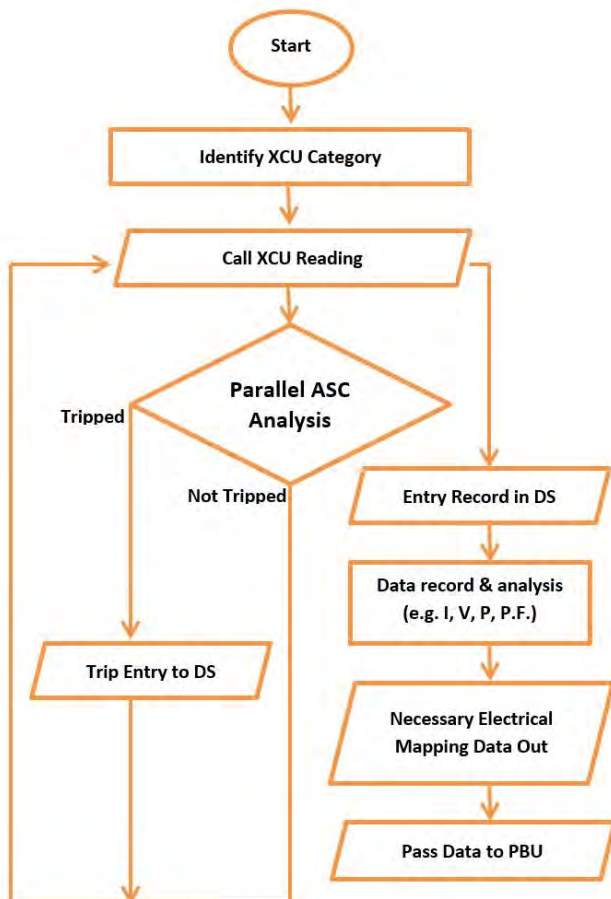 Start
Identify XCU Category
Call XCU Reading
Parallel ASC
Analysis
Tripped
Not Tripped
Trip Entry to DS
Entry Record in DS
Data record & analysis
(e.g. I, V, P, P.F.)
Necessary Electrical
Mapping Data Out
Pass Data to PBU